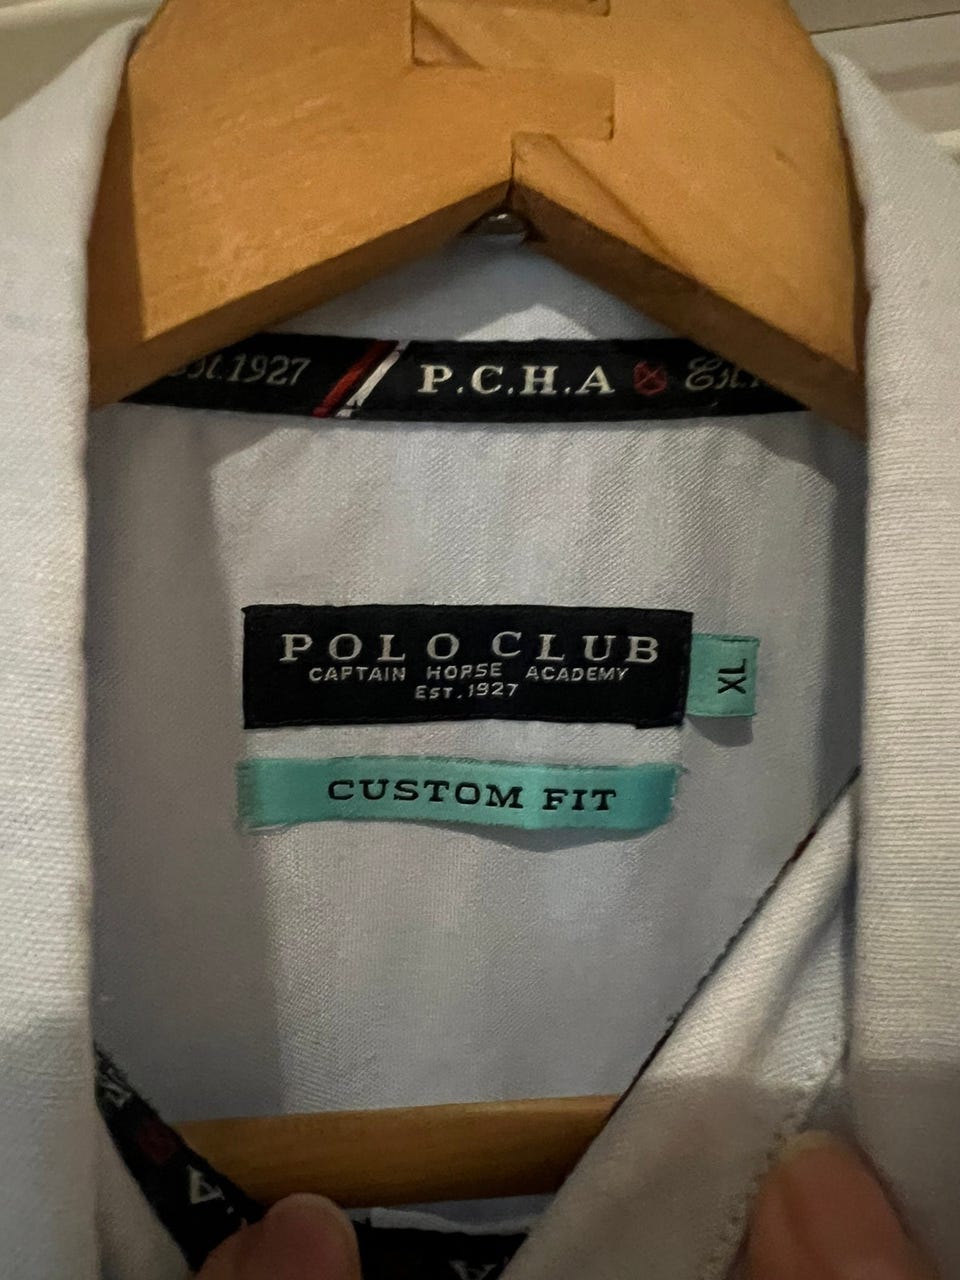 Est.1927 P.C.H.A
POLO CLUB
CAPTAIN HORSE ACADEMY
EST.1927
XL
CUSTOM FIT